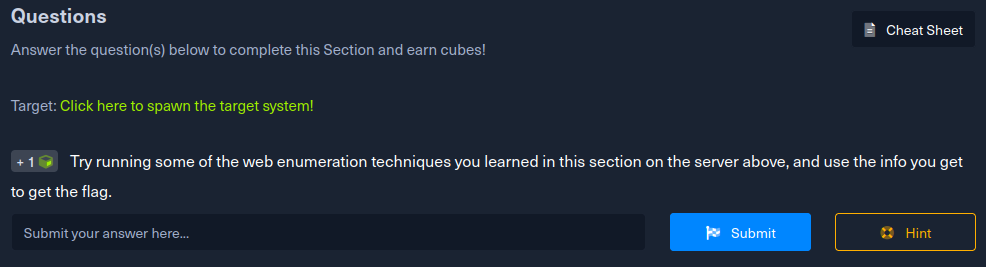 Questions
Cheat Sheet
Answer the question(s) below to complete this Section and earn cubes!
Target: Click here to spawn the target system!
+ 1 Try running some of the web enumeration techniques you learned in this section on the server above, and use the info you get
to get the flag.
Submit your answer here...
Submit
Hint